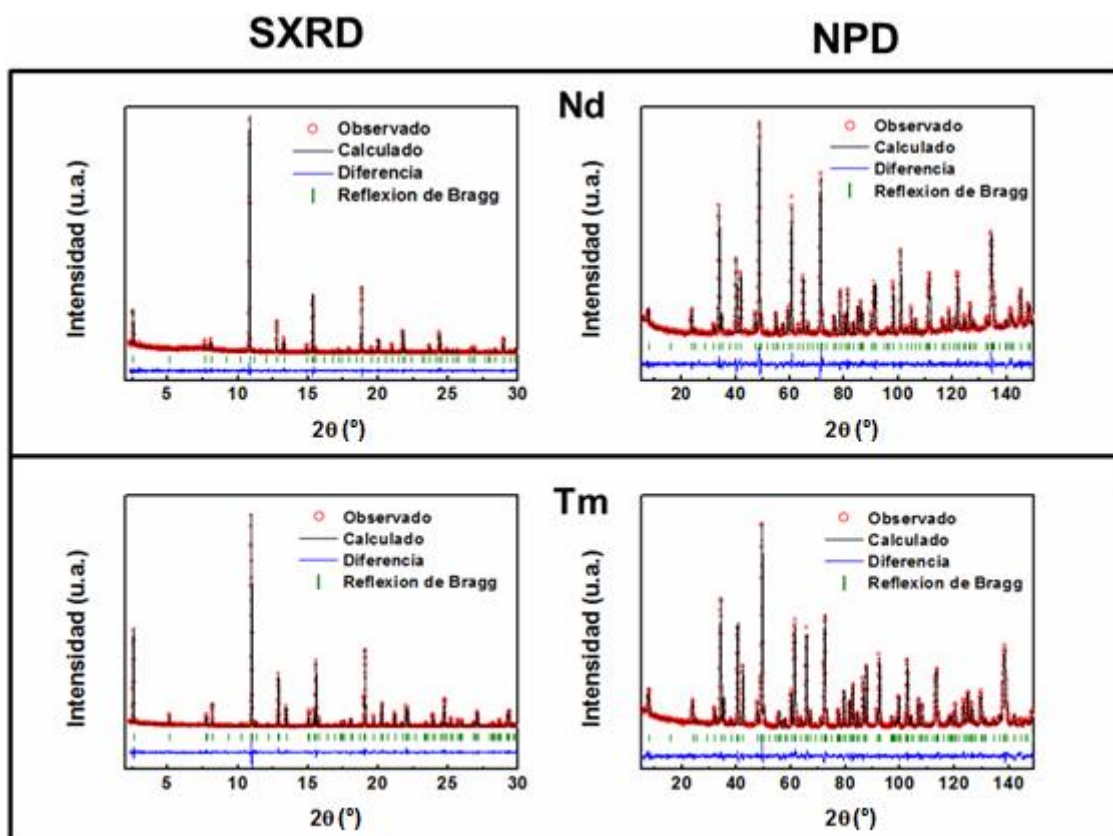 SXRD NPD
Nd
Observado
Calculado
Diferencia
Reflexion de Bragg
Intensidad (u.a.)
5 10 15 20 25 30
2θ (º)
Observado
Calculado
Diferencia
Reflexion de Bragg
Intensidad (u.a.)
20 40 60 80 100 120 140
2θ (º)
Tm
Observado
Calculado
Diferencia
Reflexion de Bragg
Intensidad (u.a.)
5 10 15 20 25 30
2θ (º)
Observado
Calculado
Diferencia
Reflexion de Bragg
Intensidad (u.a.)
20 40 60 80 100 120 140
2θ (º)